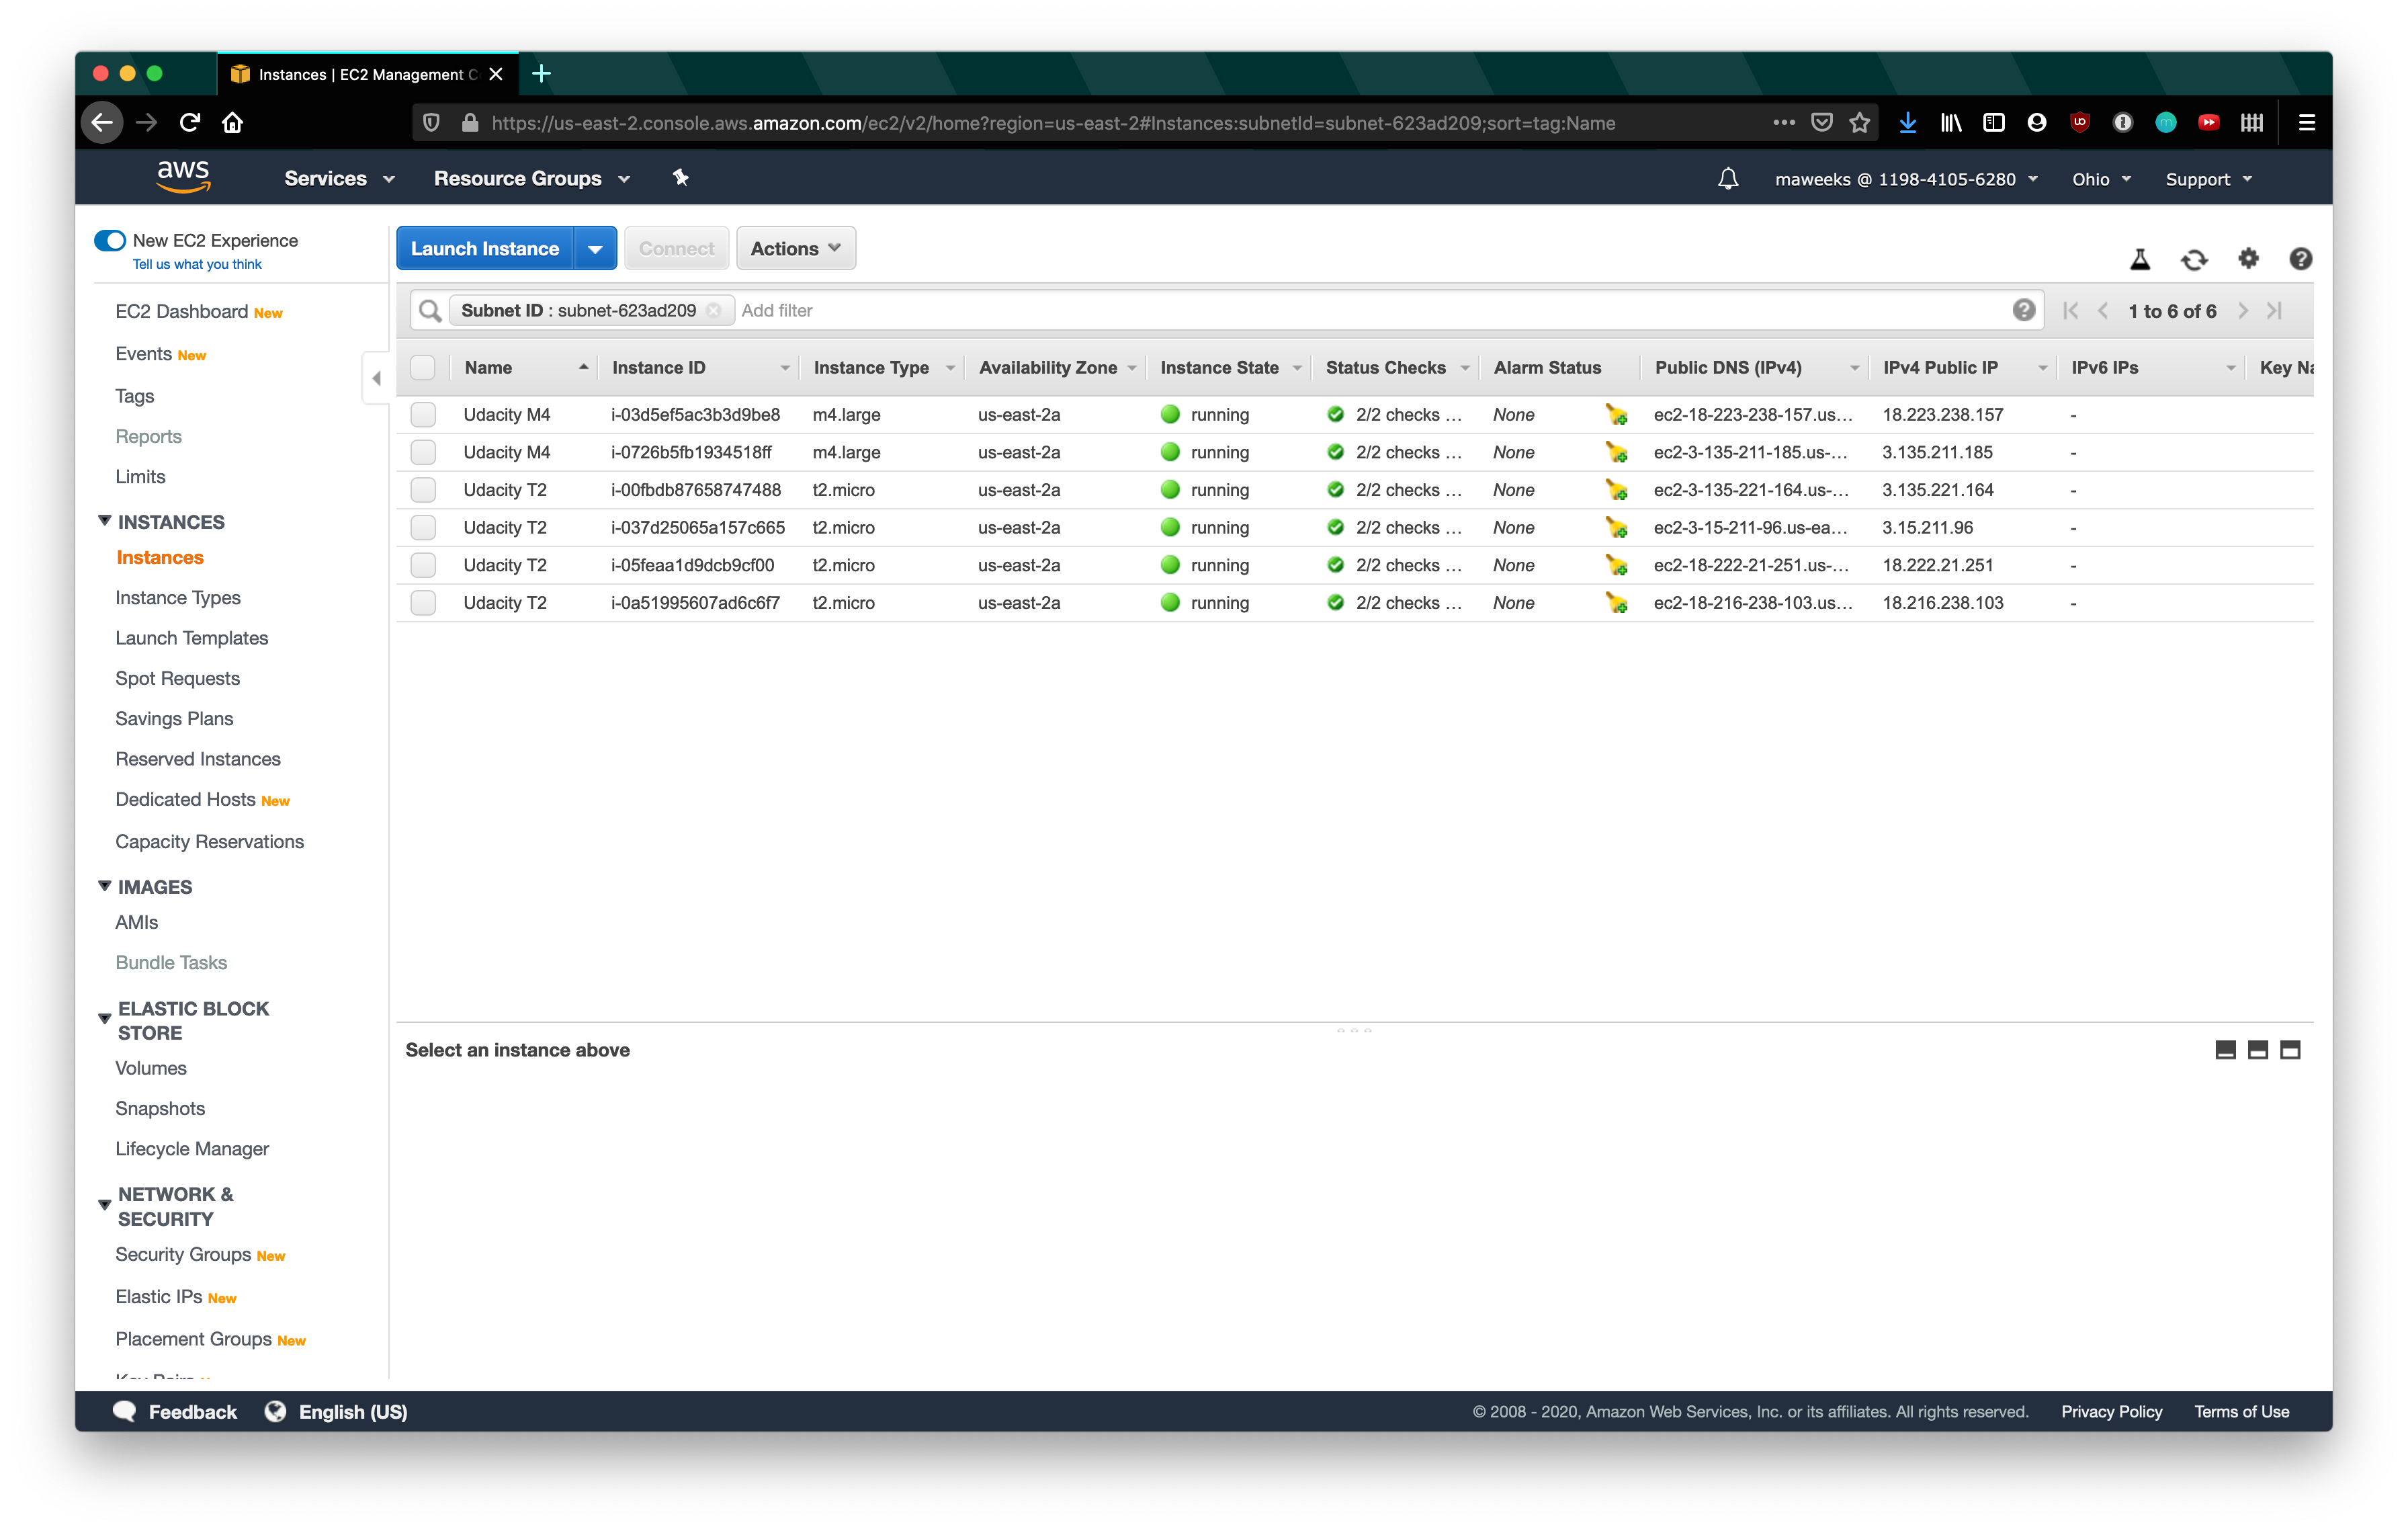 Instances | EC2 Management C
https://us-east-2.console.aws.amazon.com/ec2/v2/home?region=us-east-2#Instances:subnetId=subnet-623ad209;sort=tag:Name
aws Services Resource Groups maweeks @ 1198-4105-6280 Ohio Support
New EC2 Experience
Tell us what you think
EC2 Dashboard New
Events New
Tags
Reports
Limits
INSTANCES
Instances
Instance Types
Launch Templates
Spot Requests
Savings Plans
Reserved Instances
Dedicated Hosts New
Capacity Reservations
IMAGES
AMIs
Bundle Tasks
ELASTIC BLOCK
STORE
Volumes
Snapshots
Lifecycle Manager
NETWORK &
SECURITY
Security Groups New
Elastic IPs New
Placement Groups New
Launch Instance Connect Actions
Subnet ID : subnet-623ad209 Add filter 1 to 6 of 6
Name Instance ID Instance Type Availability Zone Instance State Status Checks Alarm Status Public DNS (IPv4) IPv4 Public IP IPv6 IPs Key Na
Udacity M4 i-03d5ef5ac3b3d9be8 m4.large us-east-2a running 2/2 checks ... None ec2-18-223-238-157.us... 18.223.238.157 -
Udacity M4 i-0726b5fb1934518ff m4.large us-east-2a running 2/2 checks ... None ec2-3-135-211-185.us-... 3.135.211.185 -
Udacity T2 i-00fbdb87658747488 t2.micro us-east-2a running 2/2 checks ... None ec2-3-135-221-164.us-... 3.135.221.164 -
Udacity T2 i-037d25065a157c665 t2.micro us-east-2a running 2/2 checks ... None ec2-3-15-211-96.us-ea... 3.15.211.96 -
Udacity T2 i-05feaa1d9dcb9cf00 t2.micro us-east-2a running 2/2 checks ... None ec2-18-222-21-251.us-... 18.222.21.251 -
Udacity T2 i-0a51995607ad6c6f7 t2.micro us-east-2a running 2/2 checks ... None ec2-18-216-238-103.us... 18.216.238.103 -
Select an instance above
Feedback English (US) © 2008 - 2020, Amazon Web Services, Inc. or its affiliates. All rights reserved. Privacy Policy Terms of Use